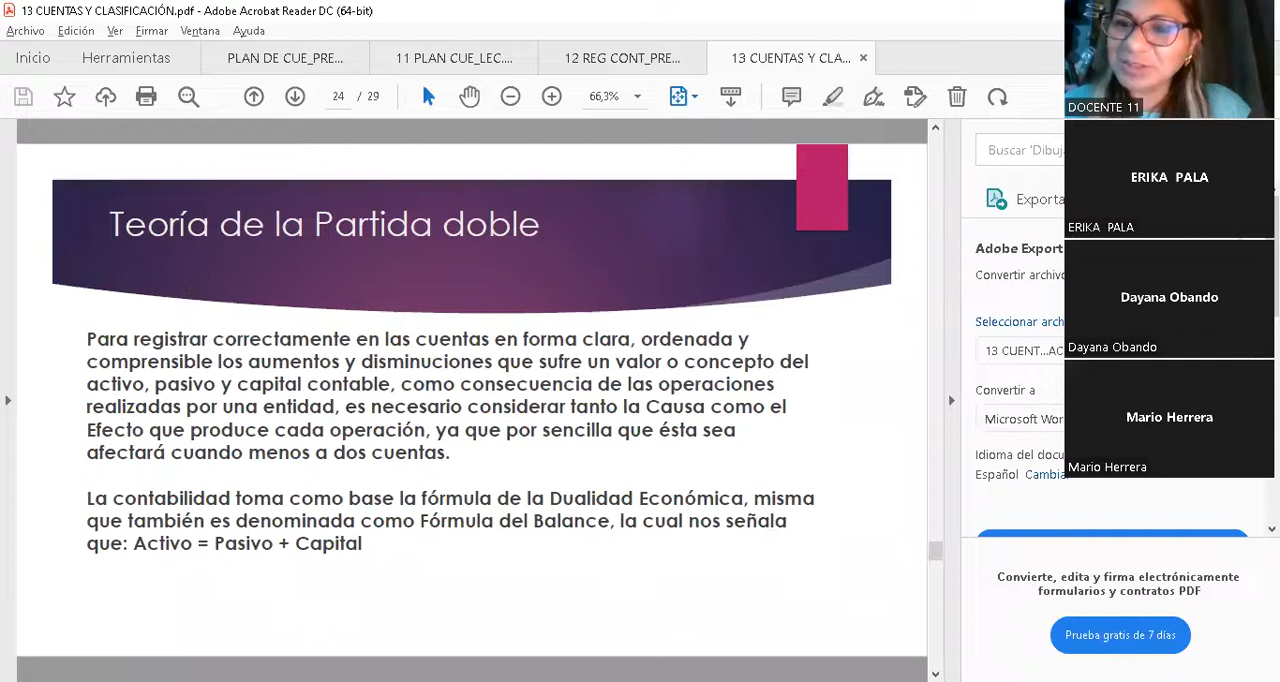 13 CUENTAS Y CLASIFICACIÓN.pdf - Adobe Acrobat Reader DC (64-bit)
Archivo Edición Ver Firmar Ventana Ayuda
Inicio Herramientas PLAN DE CUE_PRE... 11 PLAN CUE_LEC.... 12 REG CONT_PRE... 13 CUENTAS Y CLA... ×
24 / 29 66,3%
Teoría de la Partida doble
Para registrar correctamente en las cuentas en forma clara, ordenada y
comprensible los aumentos y disminuciones que sufre un valor o concepto del
activo, pasivo y capital contable, como consecuencia de las operaciones
realizadas por una entidad, es necesario considerar tanto la Causa como el
Efecto que produce cada operación, ya que por sencilla que ésta sea
afectará cuando menos a dos cuentas.
La contabilidad toma como base la fórmula de la Dualidad Económica, misma
que también es denominada como Fórmula del Balance, la cual nos señala
que: Activo = Pasivo + Capital
Buscar 'Dibuj
Exporta
Adobe Export
Convertir archivo
Seleccionar arch
13 CUENT...AC
Convertir a
Microsoft Wor
Idioma del docu
Español Cambia
Convierte, edita y firma electrónicamente
formularios y contratos PDF
Prueba gratis de 7 días
DOCENTE 11
ERIKA PALA
ERIKA PALA
Dayana Obando
Dayana Obando
Mario Herrera
Mario Herrera